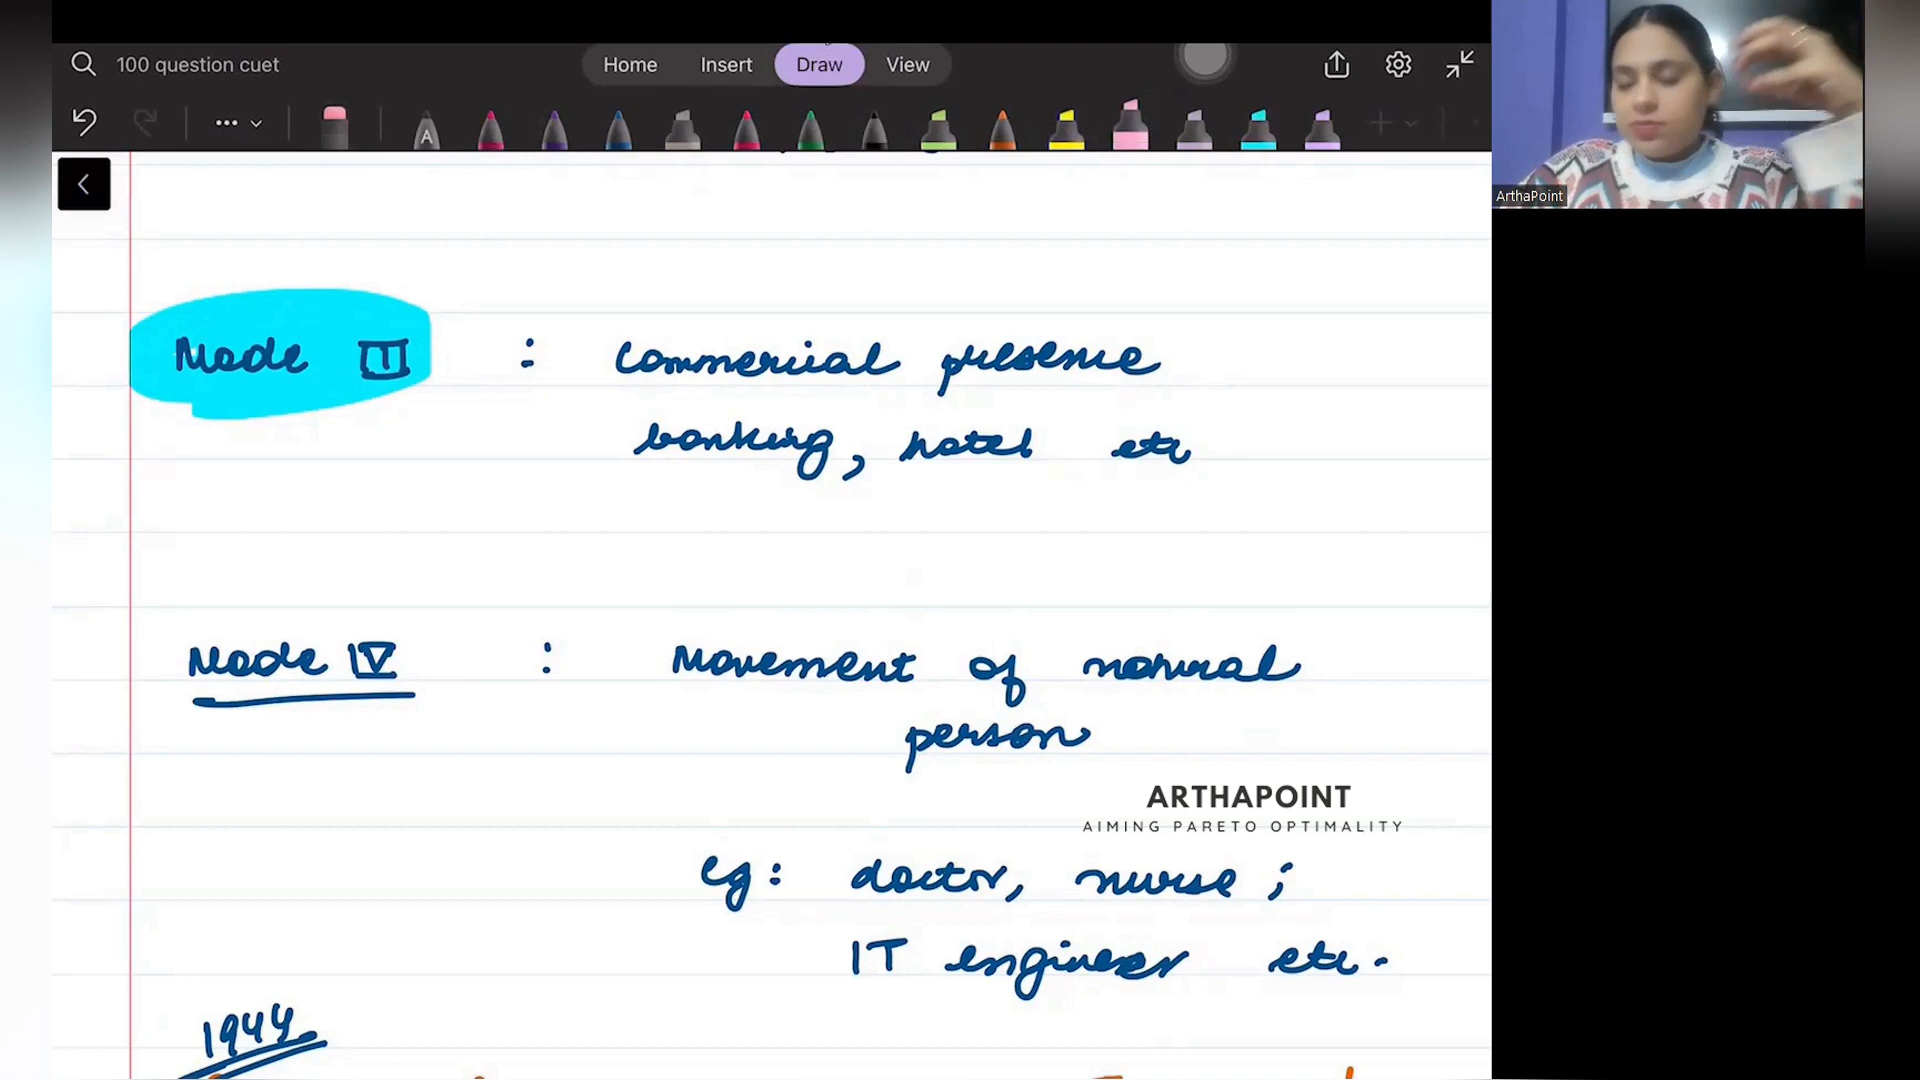 100 question cuet
Home Insert Draw View
A
ArthaPoint
Mode III : Commercial presence
banking, hotel etc
Mode IV : Movement of natural
person
ARTHAPOINT
AIMING PARETO OPTIMALITY
eg: doctor, nurse;
IT engineer etc.
1944